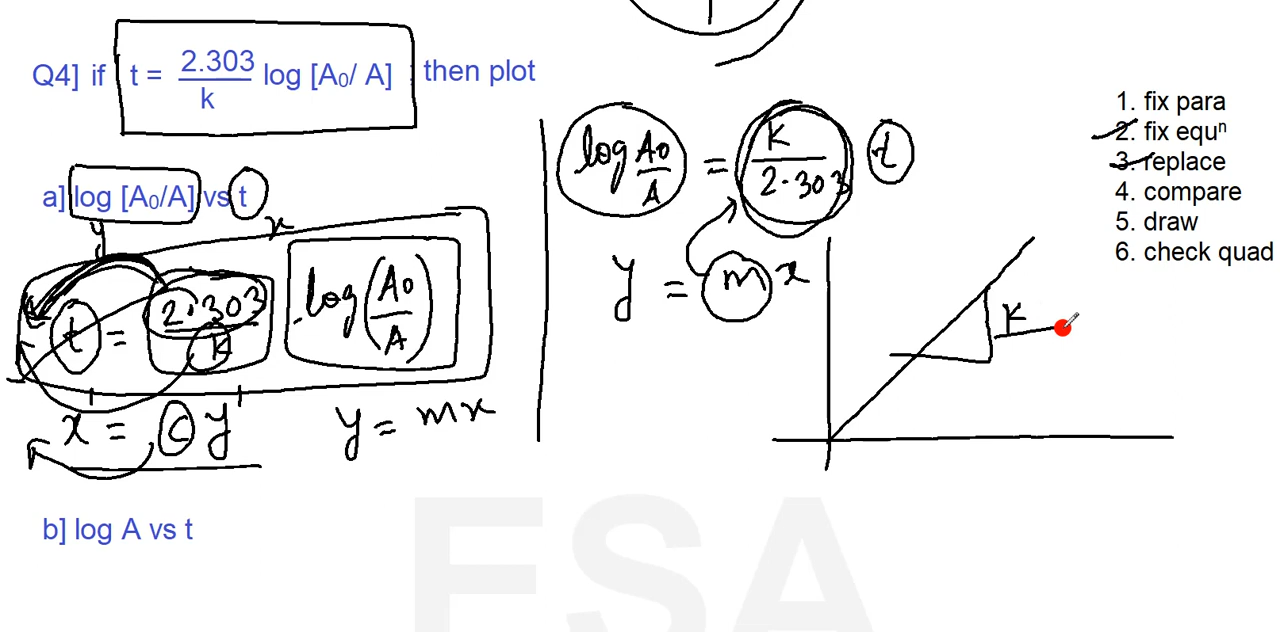 Q4] if t = 2.303/k log [A₀/ A] then plot
a] log [A₀/A] vs t
y x
t = 2.303/k log(A₀/A)
x = c y y = mx
b] log A vs t
log A₀/A = K/2.303 t
y = m x
K
1. fix para
2. fix equⁿ
3. replace
4. compare
5. draw
6. check quad
ESA